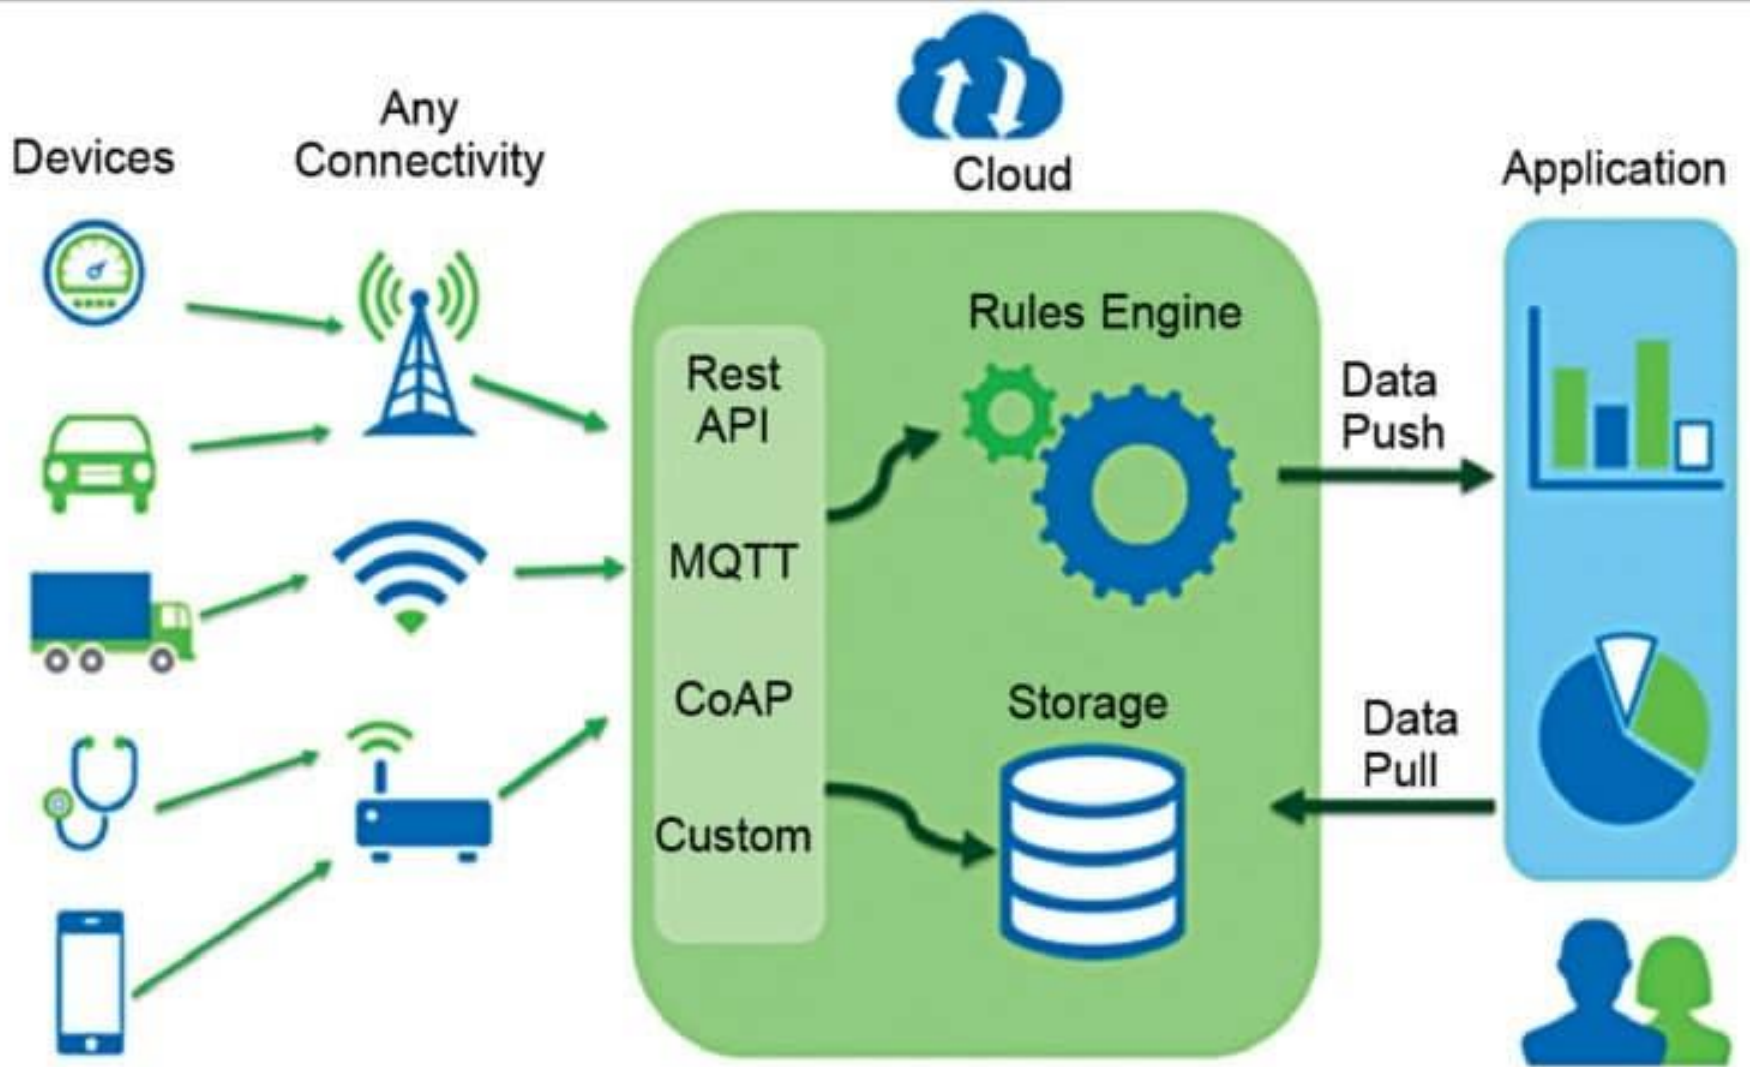 Devices
Any
Connectivity
Cloud
Application
Rules Engine
Rest
API
MQTT
CoAP
Custom
Storage
Data
Push
Data
Pull